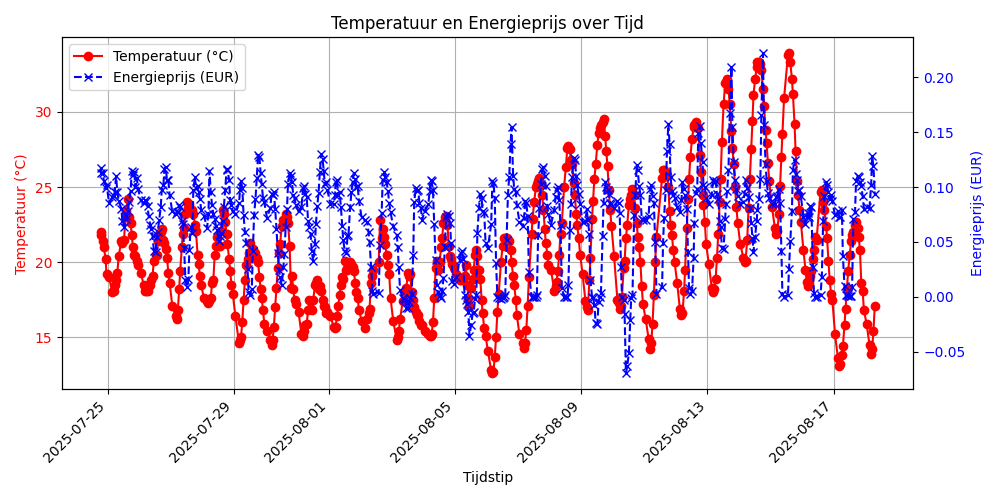 Temperatuur en Energieprijs over Tijd
Temperatuur (°C)
Energieprijs (EUR)
30
25
20
15
Temperatuur (°C)
0.20
0.15
0.10
0.05
0.00
−0.05
Energieprijs (EUR)
2025-07-25
2025-07-29
2025-08-01
2025-08-05
2025-08-09
2025-08-13
2025-08-17
Tijdstip